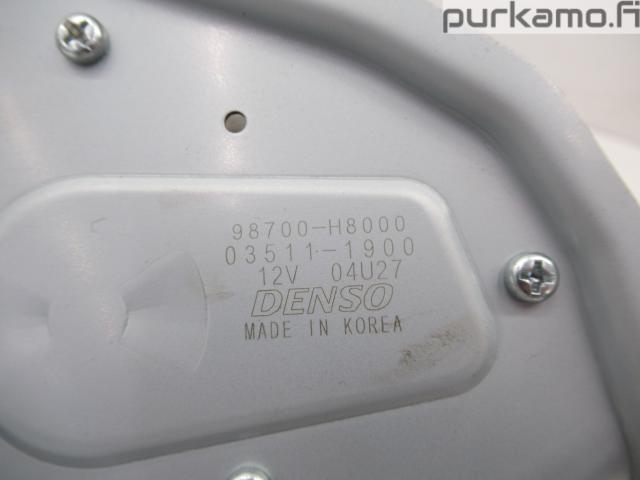 purkamo.fi
98700-H8000
03511-1900
12V 04U27
DENSO
MADE IN KOREA